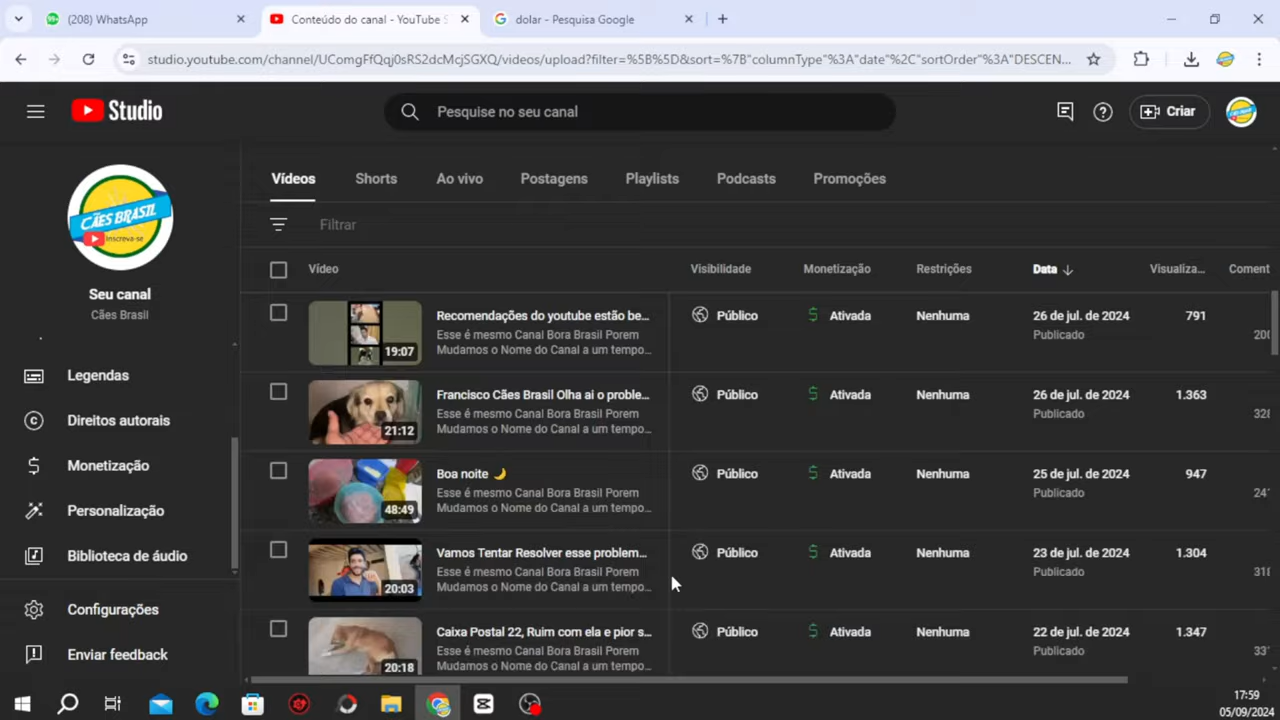 (208) WhatsApp
Conteúdo do canal - YouTube S
dolar - Pesquisa Google
studio.youtube.com/channel/UComgFfQqj0sRS2dcMcjSGXQ/videos/upload?filter=%5B%5D&sort=%7B"columnType"%3A"date"%2C"sortOrder"%3A"DESCEN...
Studio
Pesquise no seu canal
Criar
CÃES BRASIL
Inscreva-se
Seu canal
Cães Brasil
Legendas
Direitos autorais
Monetização
Personalização
Biblioteca de áudio
Configurações
Enviar feedback
Vídeos Shorts Ao vivo Postagens Playlists Podcasts Promoções
Filtrar
Vídeo Visibilidade Monetização Restrições Data Visualiza... Coment
19:07 Recomendações do youtube estão be... Público Ativada Nenhuma 26 de jul. de 2024 791
Esse é mesmo Canal Bora Brasil Porem Publicado 200
Mudamos o Nome do Canal a um tempo...
21:12 Francisco Cães Brasil Olha ai o proble... Público Ativada Nenhuma 26 de jul. de 2024 1.363
Esse é mesmo Canal Bora Brasil Porem Publicado 328
Mudamos o Nome do Canal a um tempo...
48:49 Boa noite 🌙 Público Ativada Nenhuma 25 de jul. de 2024 947
Esse é mesmo Canal Bora Brasil Porem Publicado 24
Mudamos o Nome do Canal a um tempo...
20:03 Vamos Tentar Resolver esse problem... Público Ativada Nenhuma 23 de jul. de 2024 1.304
Esse é mesmo Canal Bora Brasil Porem Publicado 318
Mudamos o Nome do Canal a um tempo...
20:18 Caixa Postal 22, Ruim com ela e pior s... Público Ativada Nenhuma 22 de jul. de 2024 1.347
Esse é mesmo Canal Bora Brasil Porem Publicado 33
Mudamos o Nome do Canal a um tempo...
17:59
05/09/2024